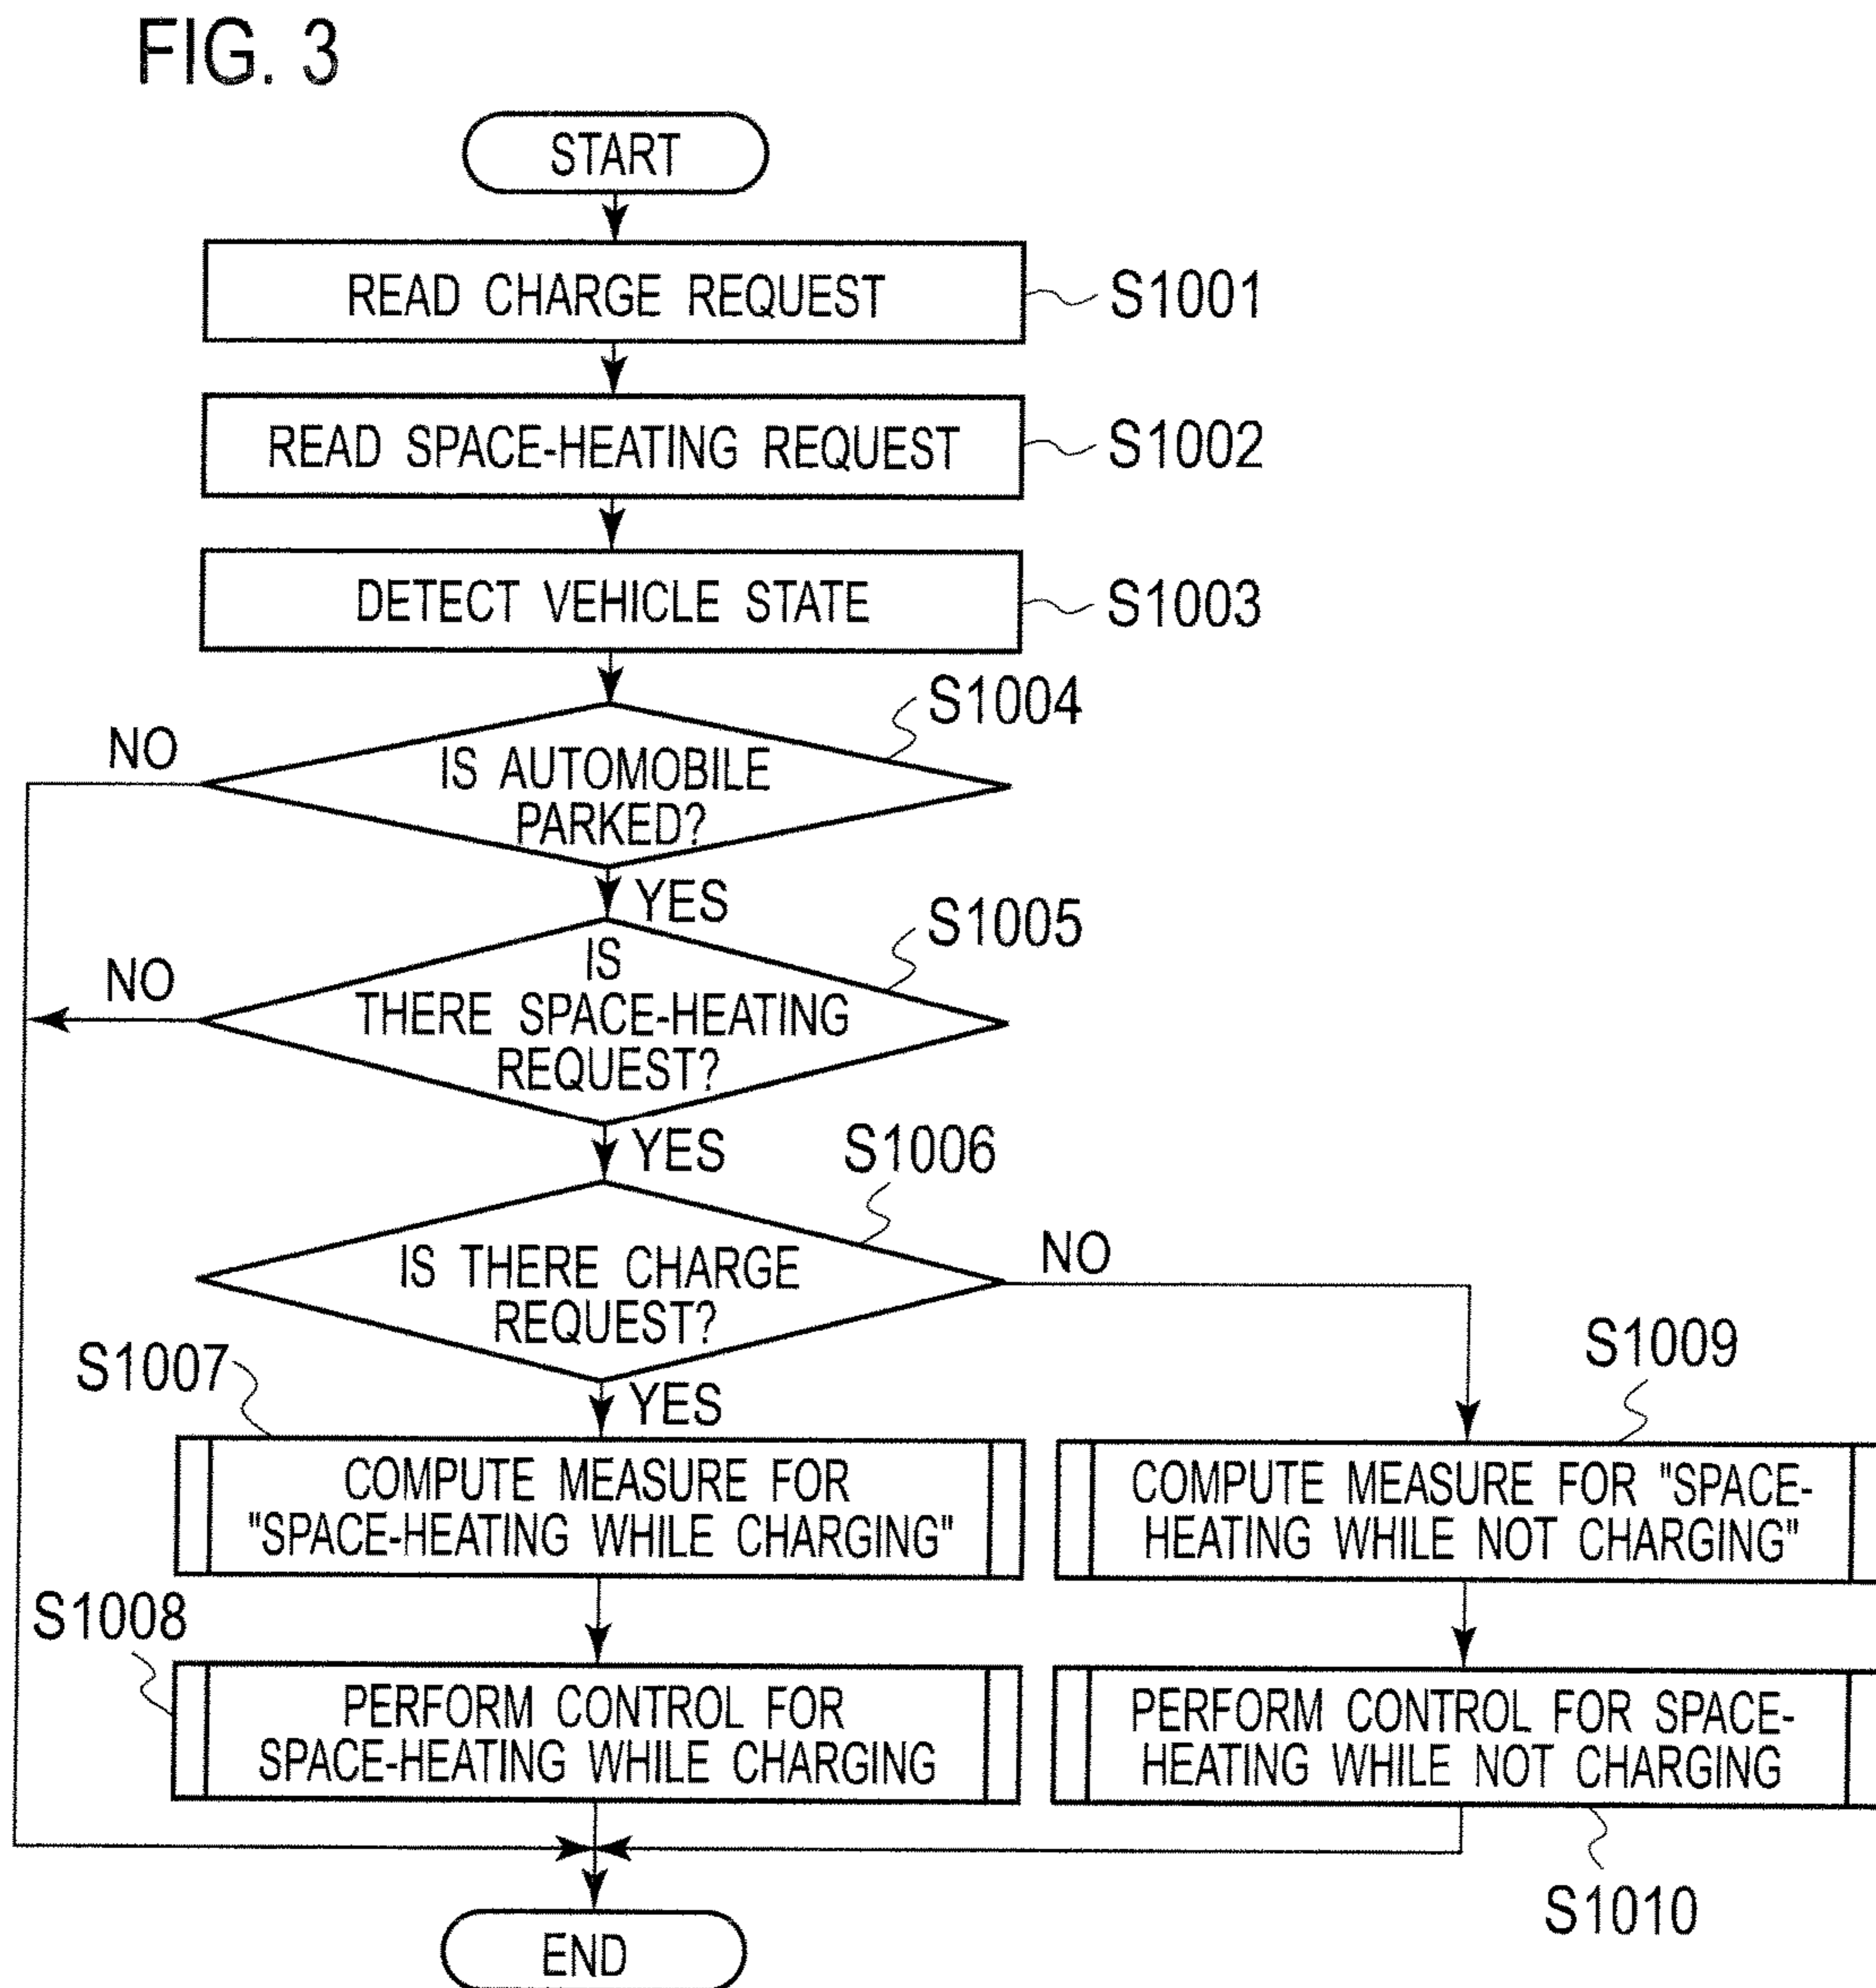 FIG. 3
START
READ CHARGE REQUEST
S1001
READ SPACE-HEATING REQUEST
S1002
DETECT VEHICLE STATE
S1003
S1004
NO
IS AUTOMOBILE
PARKED?
YES
S1005
NO
IS
THERE SPACE-HEATING
REQUEST?
YES
S1006
IS THERE CHARGE
REQUEST?
NO
S1007
YES
S1009
COMPUTE MEASURE FOR
"SPACE-HEATING WHILE CHARGING"
COMPUTE MEASURE FOR "SPACE-
HEATING WHILE NOT CHARGING"
S1008
PERFORM CONTROL FOR
SPACE-HEATING WHILE CHARGING
PERFORM CONTROL FOR SPACE-
HEATING WHILE NOT CHARGING
S1010
END